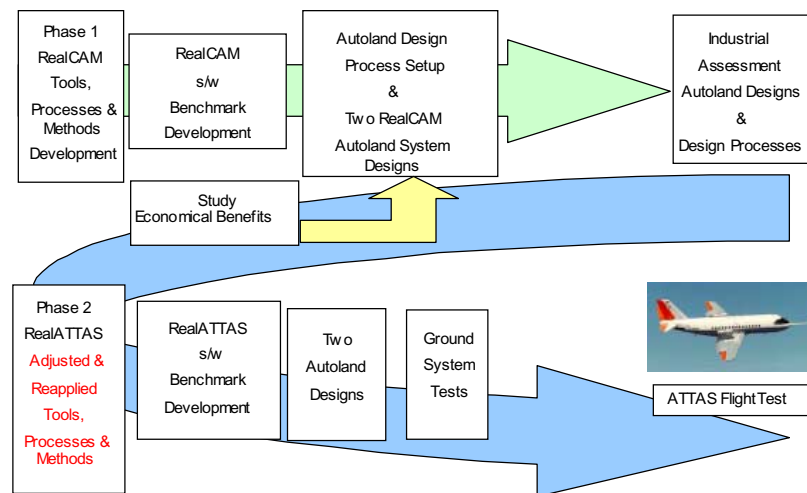 Phase 1
RealCAM
Tools,
Processes &
Methods
Development
RealCAM
s/w
Benchmark
Development
Autoland Design
Process Setup
&
Two RealCAM
Autoland System
Designs
Industrial
Assessment
Autoland Designs
&
Design Processes
Study
Economical Benefits
Phase 2
RealATTAS
Adjusted &
Reapplied
Tools,
Processes &
Methods
RealATTAS
s/w
Benchmark
Development
Two
Autoland
Designs
Ground
System
Tests
ATTAS FlightTest